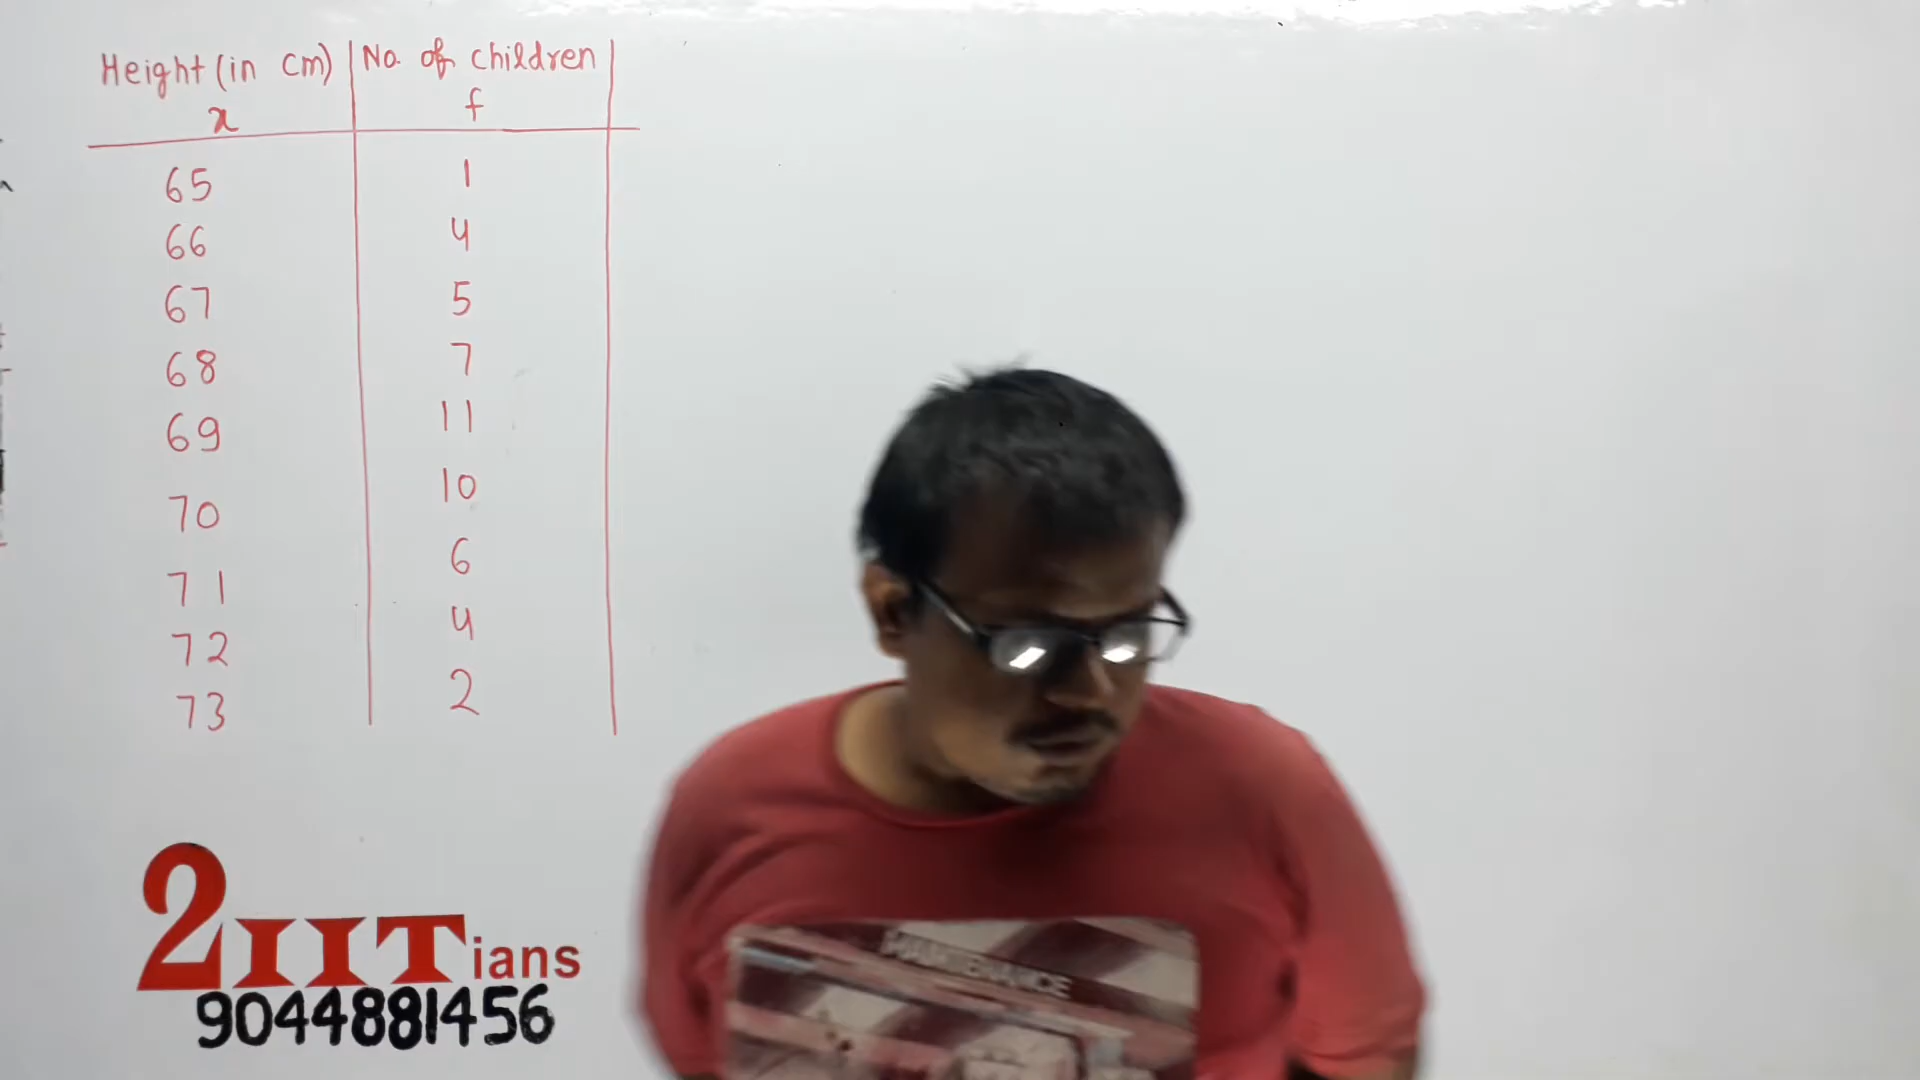 Height (in cm) No. of children
x f
65 1
66 4
67 5
68 7
69 11
70 10
71 6
72 4
73 2
2IITians
9044881456
MAINTENANCE